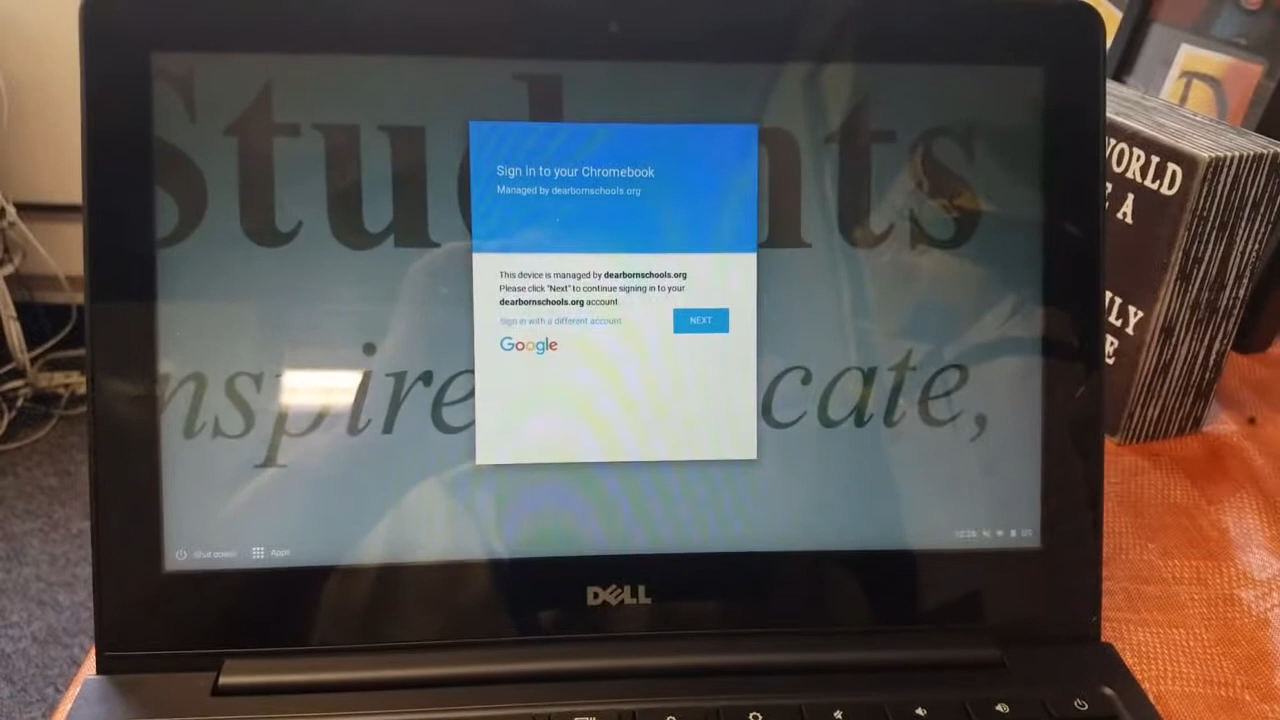 Students
Sign in to your Chromebook
Managed by dearbornschools.org
This device is managed by dearbornschools.org
Please click "Next" to continue signing in to your
dearbornschools.org account
Sign in with a different account
NEXT
Google
nspire
cate,
Shut down
Apps
DELL
WORLD
E A
LY
E
D